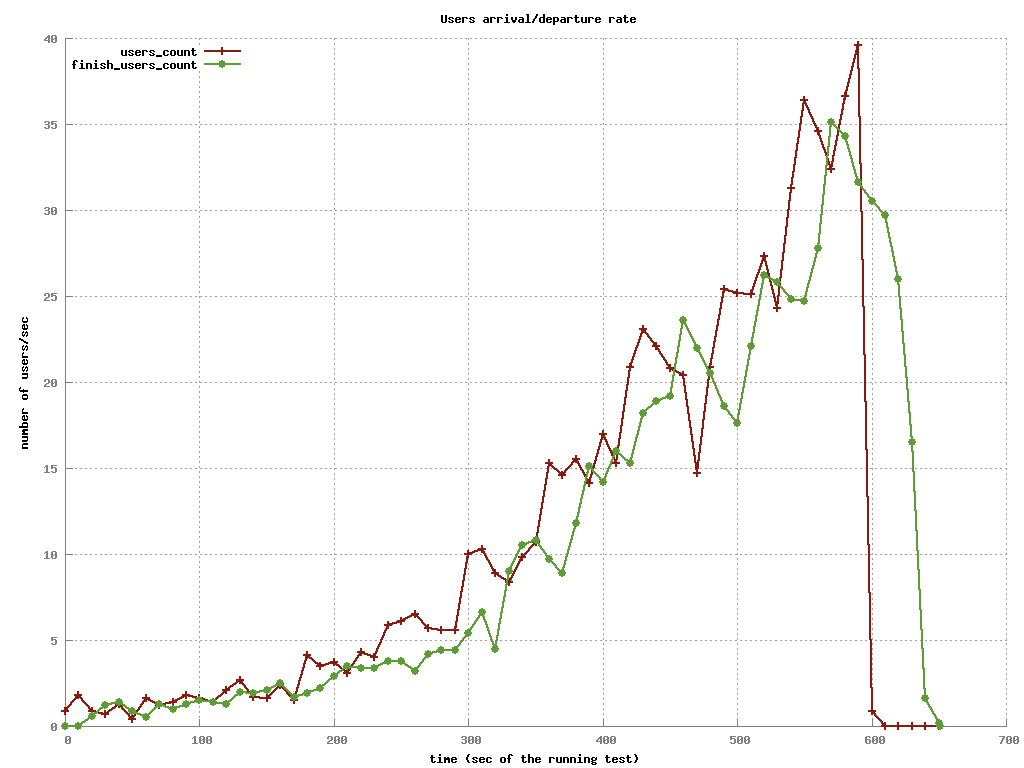 Users arrival/departure rate
users_count
finish_users_count
40
35
30
25
20
15
10
5
0
number of users/sec
0 100 200 300 400 500 600 700
time (sec of the running test)